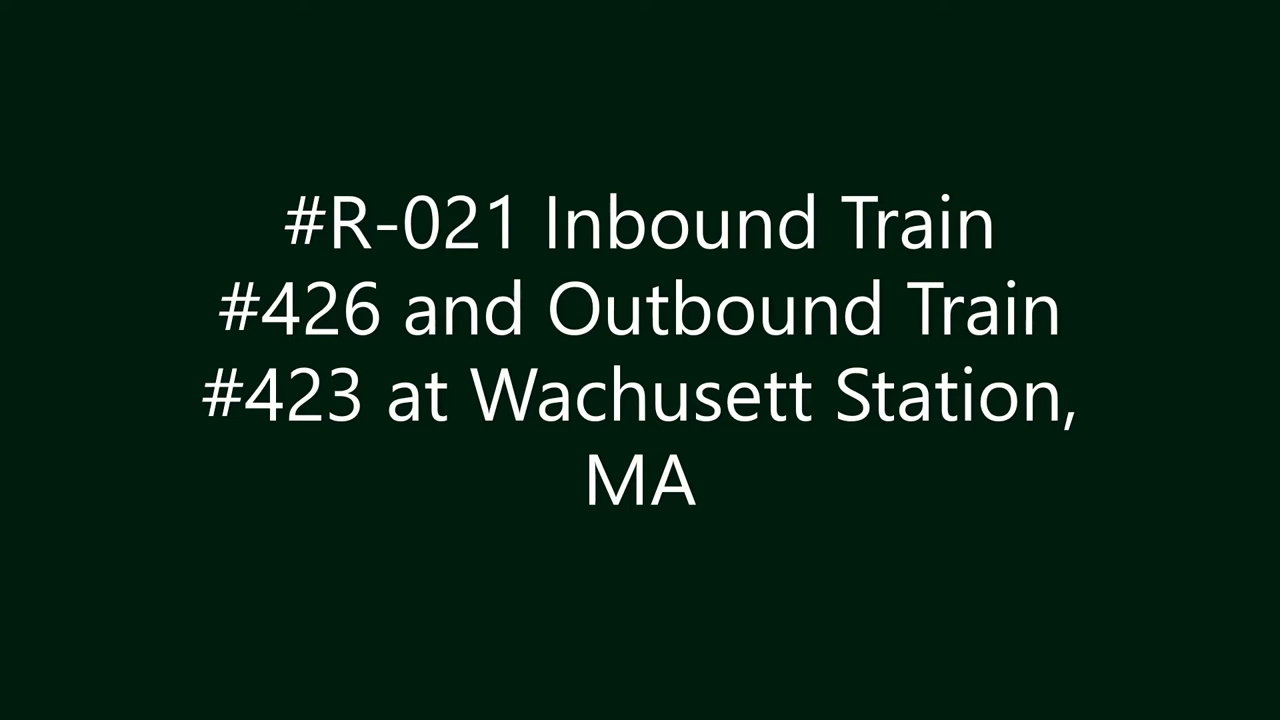 #R-021 Inbound Train
#426 and Outbound Train
#423 at Wachusett Station,
MA